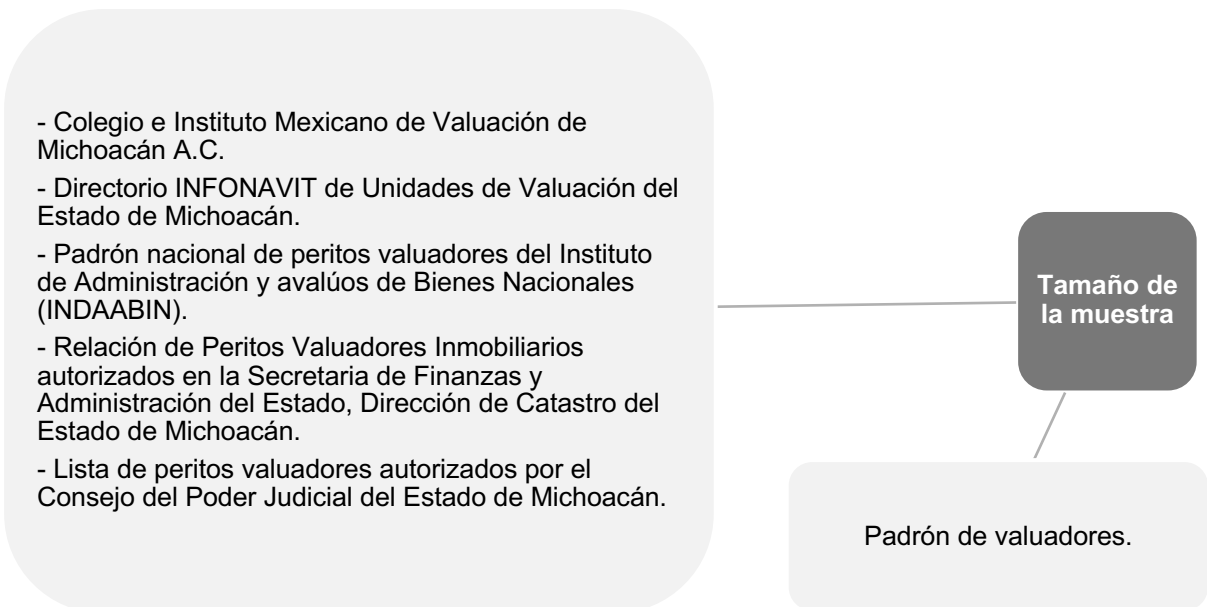 - Colegio e Instituto Mexicano de Valuación de
Michoacán A.C.
- Directorio INFONAVIT de Unidades de Valuación del
Estado de Michoacán.
- Padrón nacional de peritos valuadores del Instituto
de Administración y avalúos de Bienes Nacionales
(INDAABIN).
- Relación de Peritos Valuadores Inmobiliarios
autorizados en la Secretaria de Finanzas y
Administración del Estado, Dirección de Catastro del
Estado de Michoacán.
- Lista de peritos valuadores autorizados por el
Consejo del Poder Judicial del Estado de Michoacán.
Tamaño de
la muestra
Padrón de valuadores.